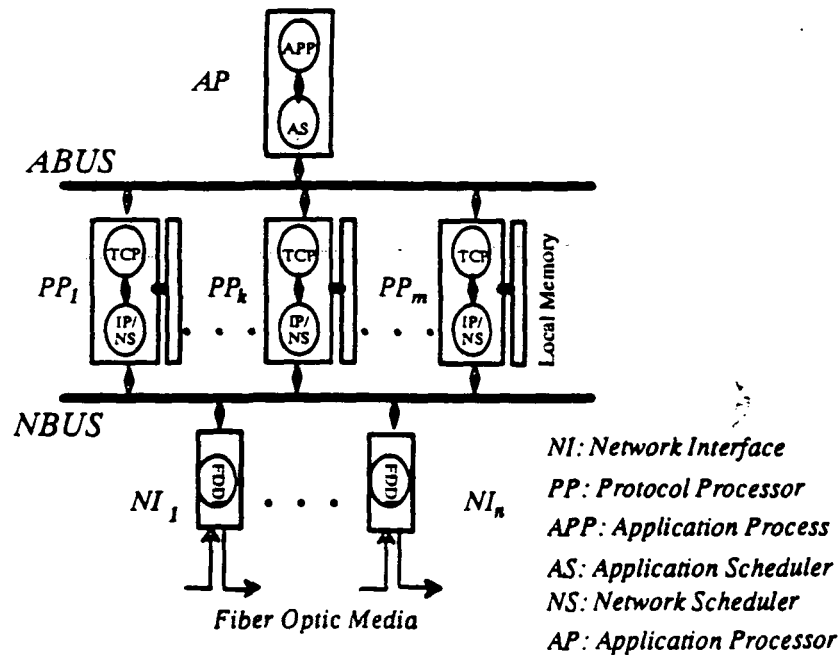 APP
AP
AS
ABUS
TCP
TCP
TCP
PP1
PPk
PPm
IP/
NS
IP/
NS
IP/
NS
Local Memory
NBUS
FDDI
FDDI
NI1
NIn
Fiber Optic Media
NI: Network Interface
PP: Protocol Processor
APP: Application Process
AS: Application Scheduler
NS: Network Scheduler
AP: Application Processor